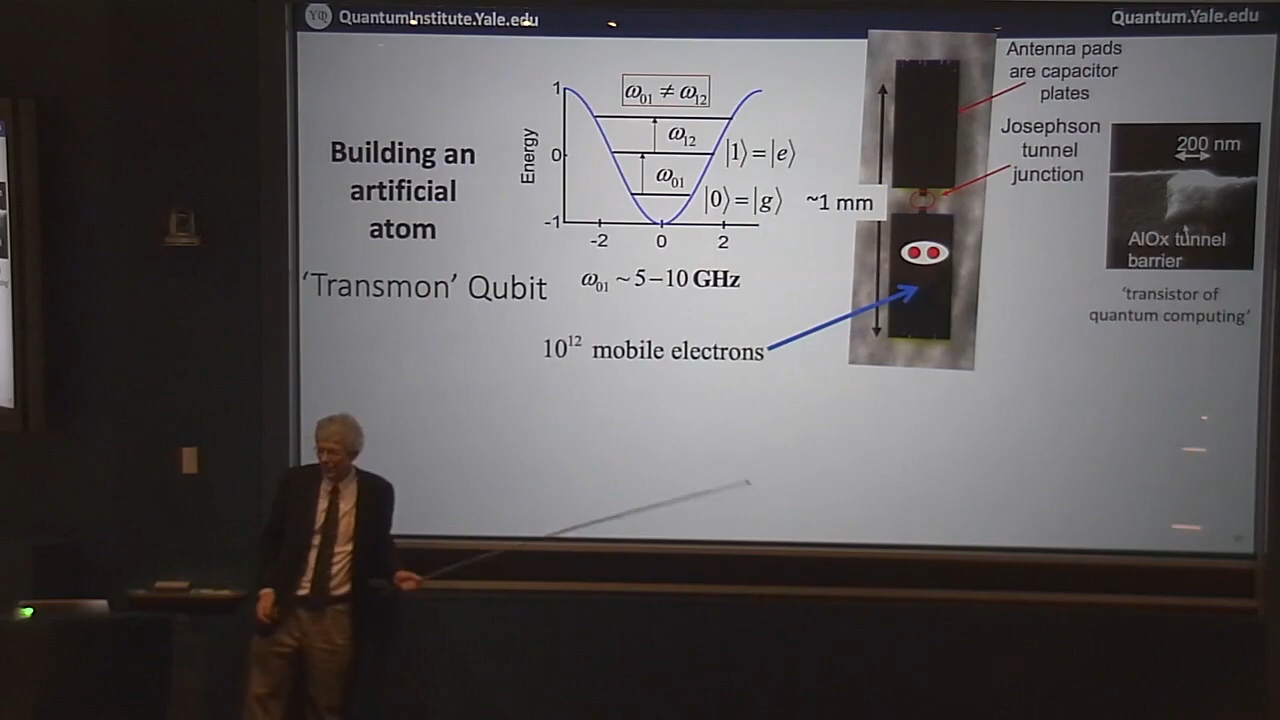 YQ QuantumInstitute.Yale.edu
Quantum.Yale.edu
Building an
artificial
atom
'Transmon' Qubit
Energy
1
0
-1
-2
0
2
ω01 ≠ ω12
ω12
ω01
|1⟩=|e⟩
|0⟩=|g⟩
ω01 ~ 5–10 GHz
10¹² mobile electrons
~1 mm
Antenna pads
are capacitor
plates
Josephson
tunnel
junction
200 nm
AlOx tunnel
barrier
'transistor of
quantum computing'